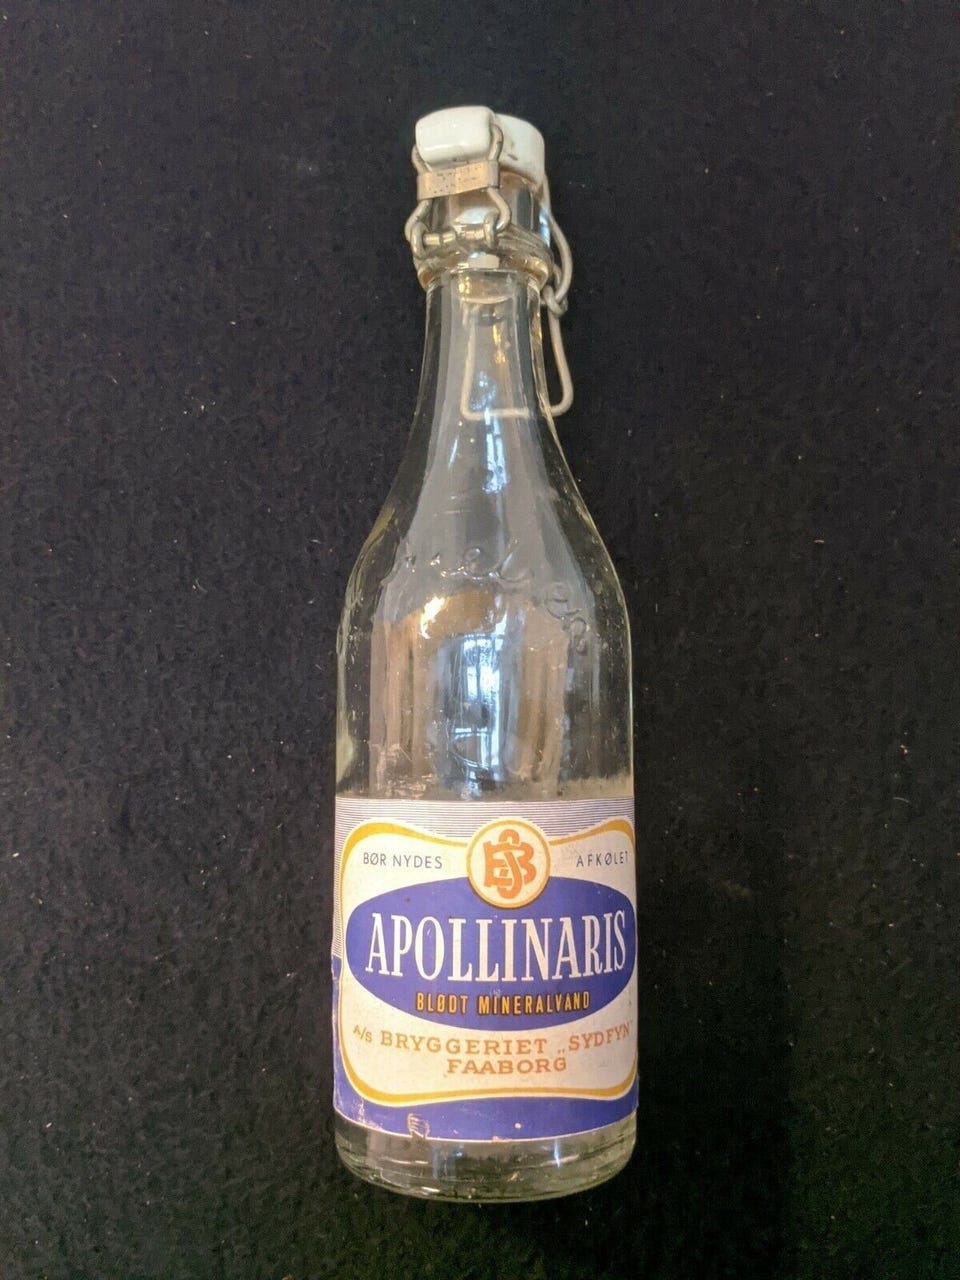 BØR NYDES AFKØLET
APOLLINARIS
BLØDT MINERALVAND
A/S BRYGGERIET „SYDFYN"
FAABORG